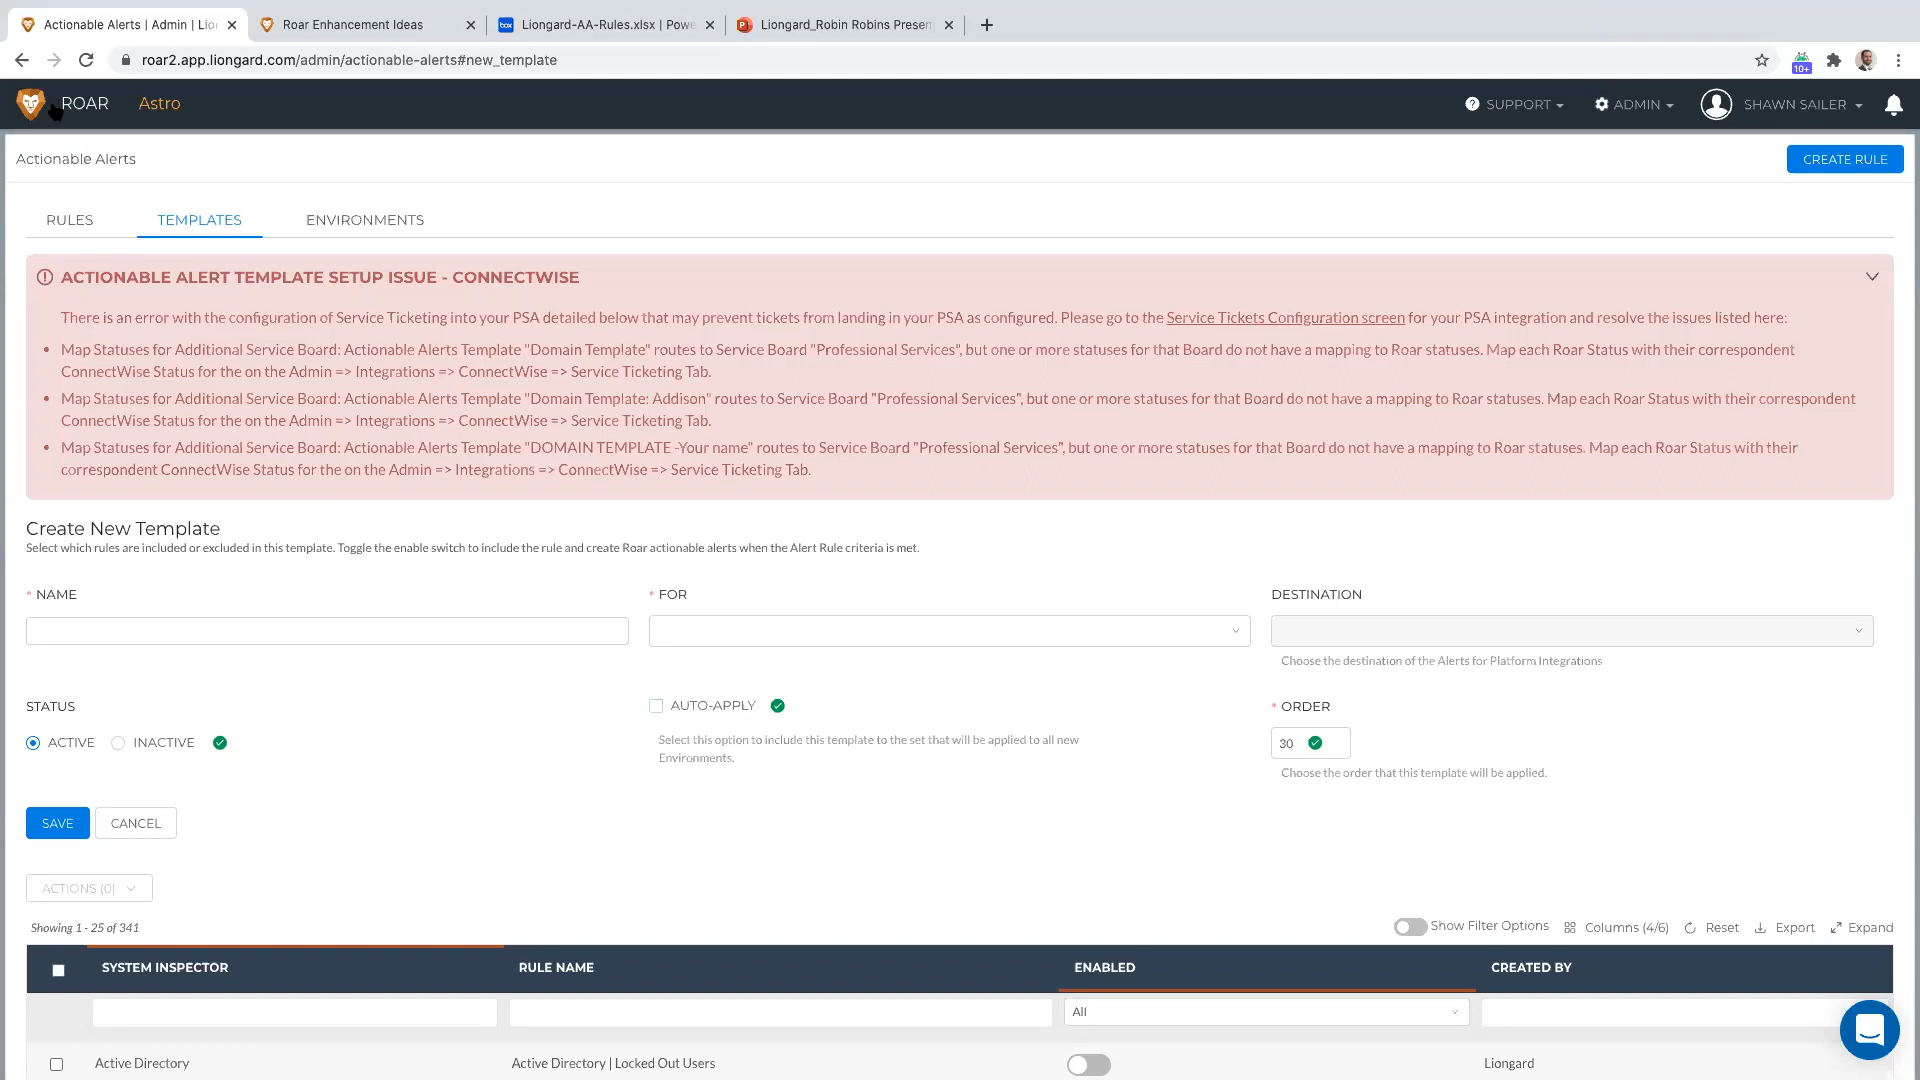 Actionable Alerts | Admin | Lio
Roar Enhancement Ideas
box
Liongard-AA-Rules.xlsx | Powe
P
Liongard_Robin Robins Presen
roar2.app.liongard.com/admin/actionable-alerts#new_template
10+
ROAR
Astro
SUPPORT
ADMIN
SHAWN SAILER
Actionable Alerts
CREATE RULE
RULES
TEMPLATES
ENVIRONMENTS
ACTIONABLE ALERT TEMPLATE SETUP ISSUE - CONNECTWISE
There is an error with the configuration of Service Ticketing into your PSA detailed below that may prevent tickets from landing in your PSA as configured. Please go to the Service Tickets Configuration screen for your PSA integration and resolve the issues listed here:
• Map Statuses for Additional Service Board: Actionable Alerts Template "Domain Template" routes to Service Board "Professional Services", but one or more statuses for that Board do not have a mapping to Roar statuses. Map each Roar Status with their correspondent
ConnectWise Status for the on the Admin => Integrations => ConnectWise => Service Ticketing Tab.
• Map Statuses for Additional Service Board: Actionable Alerts Template "Domain Template: Addison" routes to Service Board "Professional Services", but one or more statuses for that Board do not have a mapping to Roar statuses. Map each Roar Status with their correspondent
ConnectWise Status for the on the Admin => Integrations => ConnectWise => Service Ticketing Tab.
• Map Statuses for Additional Service Board: Actionable Alerts Template "DOMAIN TEMPLATE -Your name" routes to Service Board "Professional Services", but one or more statuses for that Board do not have a mapping to Roar statuses. Map each Roar Status with their
correspondent ConnectWise Status for the on the Admin => Integrations => ConnectWise => Service Ticketing Tab.
Create New Template
Select which rules are included or excluded in this template. Toggle the enable switch to include the rule and create Roar actionable alerts when the Alert Rule criteria is met.
* NAME
* FOR
DESTINATION
Choose the destination of the Alerts for Platform Integrations
STATUS
AUTO-APPLY
* ORDER
ACTIVE
INACTIVE
Select this option to include this template to the set that will be applied to all new
Environments.
30
Choose the order that this template will be applied.
SAVE
CANCEL
ACTIONS (0)
Showing 1 - 25 of 341
Show Filter Options
Columns (4/6)
Reset
Export
Expand
SYSTEM INSPECTOR
RULE NAME
ENABLED
CREATED BY
All
Active Directory
Active Directory | Locked Out Users
Liongard